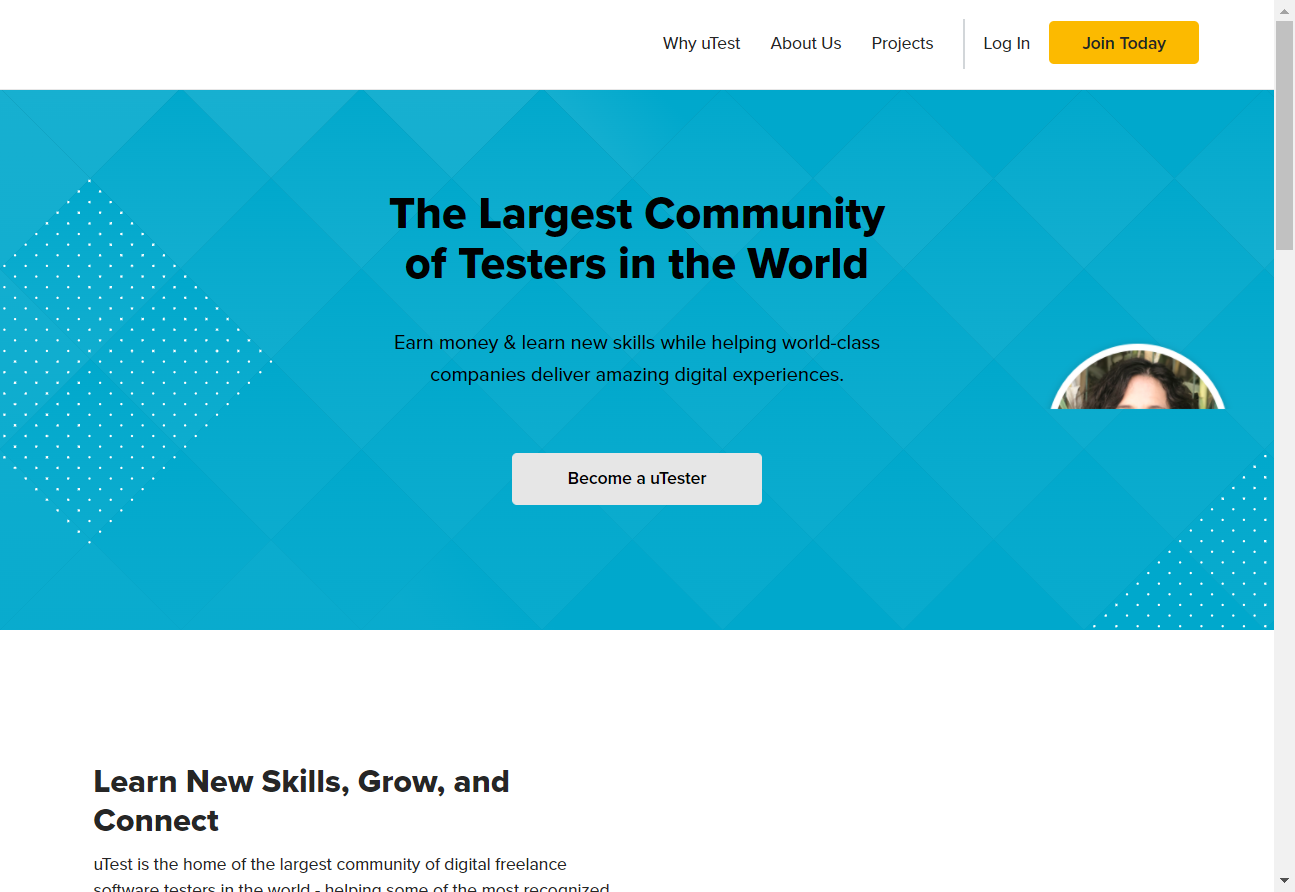 Why uTest About Us Projects Log In Join Today
The Largest Community
of Testers in the World
Earn money & learn new skills while helping world-class
companies deliver amazing digital experiences.
Become a uTester
Learn New Skills, Grow, and
Connect
uTest is the home of the largest community of digital freelance
software testers in the world - helping some of the most recognized